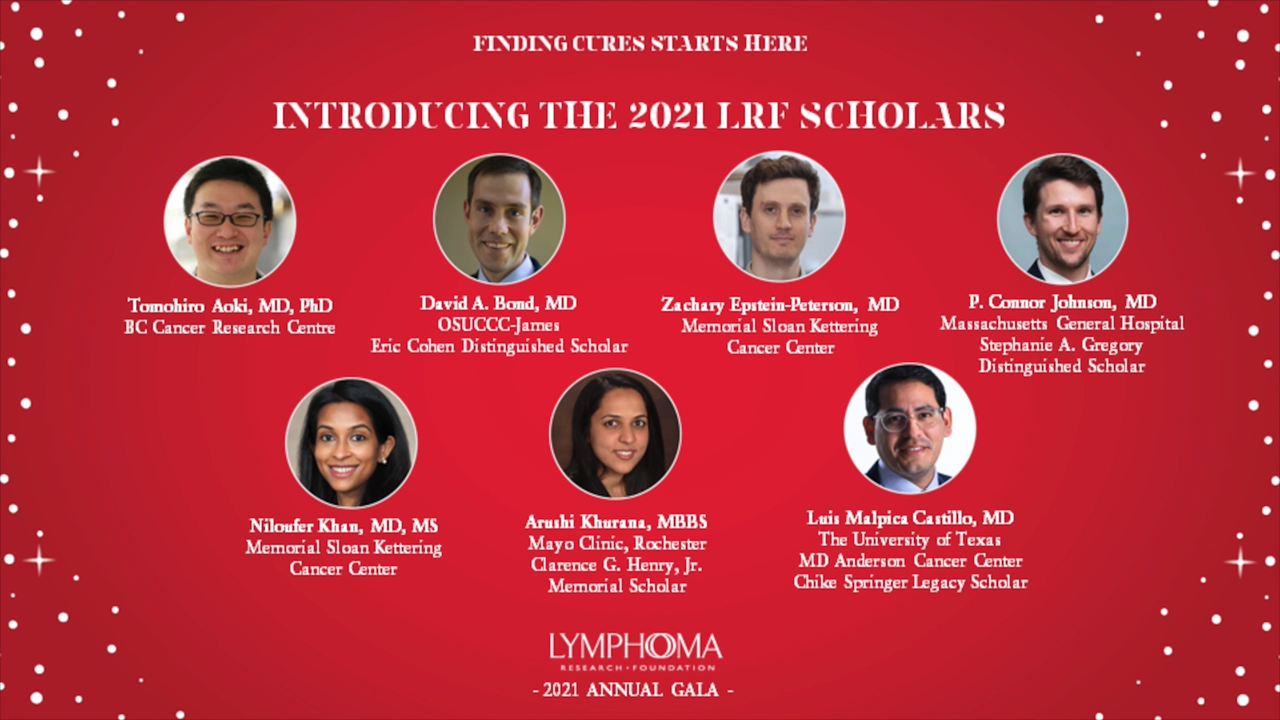 FINDING CURES STARTS HERE
INTRODUCING THE 2021 LRF SCHOLARS
Tomohiro Aoki, MD, PhD
BC Cancer Research Centre
David A. Bond, MD
OSUCCC-James
Eric Cohen Distinguished Scholar
Zachary Epstein-Peterson, MD
Memorial Sloan Kettering
Cancer Center
P. Connor Johnson, MD
Massachusetts General Hospital
Stephanie A. Gregory
Distinguished Scholar
Niloufer Khan, MD, MS
Memorial Sloan Kettering
Cancer Center
Arushi Khurana, MBBS
Mayo Clinic, Rochester
Clarence G. Henry, Jr.
Memorial Scholar
Luis Malpica Castillo, MD
The University of Texas
MD Anderson Cancer Center
Chike Springer Legacy Scholar
LYMPHOMA
RESEARCH • FOUNDATION
- 2021 ANNUAL GALA -